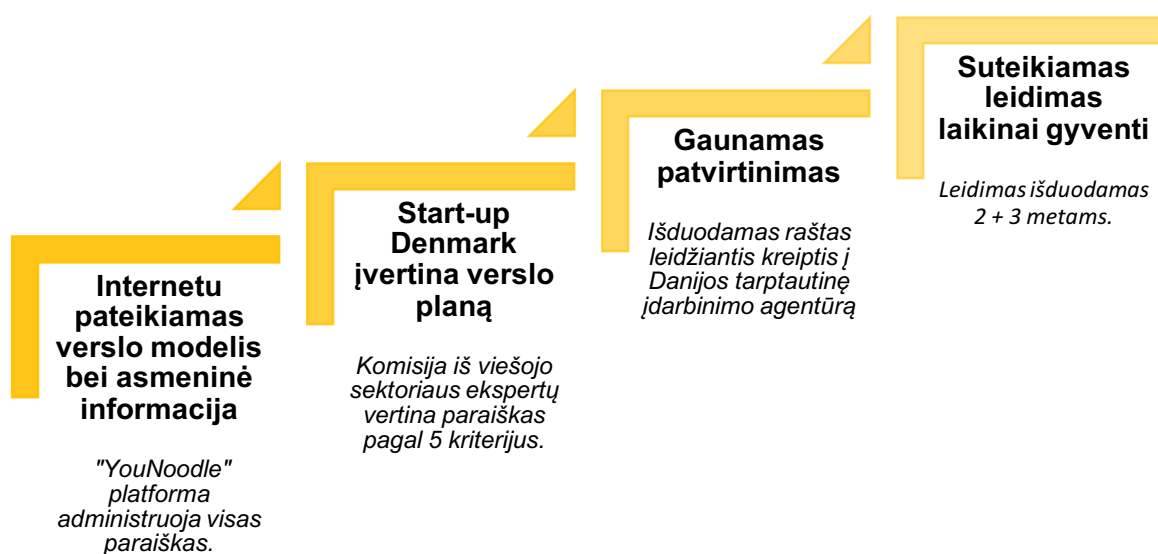 Internetu
pateikiamas
verslo modelis
bei asmeninė
informacija
"YouNoodle"
platforma
administruoja visas
paraiškas.
Start-up
Denmark
įvertina verslo
planą
Komisija iš viešojo
sektoriaus ekspertų
vertina paraiškas
pagal 5 kriterijus.
Gaunamas
patvirtinimas
Išduodamas raštas
leidžiantis kreiptis į
Danijos tarptautinę
įdarbinimo agentūrą
Suteikiamas
leidimas
laikinai gyventi
Leidimas išduodamas
2 + 3 metams.